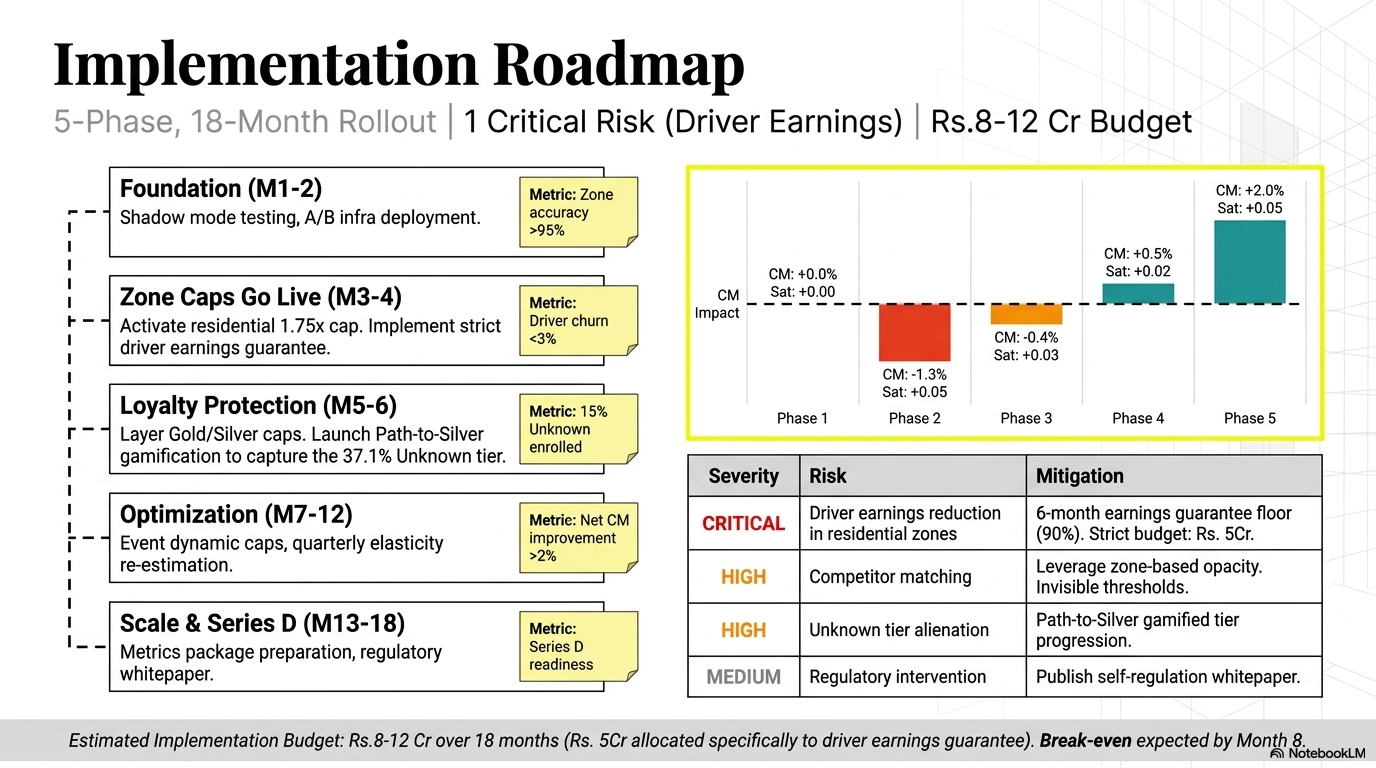 Implementation Roadmap
5-Phase, 18-Month Rollout | 1 Critical Risk (Driver Earnings) | Rs.8-12 Cr Budget
Foundation (M1-2)
Shadow mode testing, A/B infra deployment.
Metric: Zone
accuracy
>95%
Zone Caps Go Live (M3-4)
Activate residential 1.75x cap. Implement strict
driver earnings guarantee.
Metric:
Driver churn
<3%
Loyalty Protection (M5-6)
Layer Gold/Silver caps. Launch Path-to-Silver
gamification to capture the 37.1% Unknown tier.
Metric: 15%
Unknown
enrolled
Optimization (M7-12)
Event dynamic caps, quarterly elasticity
re-estimation.
Metric: Net CM
improvement
>2%
Scale & Series D (M13-18)
Metrics package preparation, regulatory
whitepaper.
Metric:
Series D
readiness
CM
Impact
CM: +0.0%
Sat: +0.00
CM: -1.3%
Sat: +0.05
CM: -0.4%
Sat: +0.03
CM: +0.5%
Sat: +0.02
CM: +2.0%
Sat: +0.05
Phase 1
Phase 2
Phase 3
Phase 4
Phase 5
Severity
Risk
Mitigation
CRITICAL
Driver earnings reduction
in residential zones
6-month earnings guarantee floor
(90%). Strict budget: Rs. 5Cr.
HIGH
Competitor matching
Leverage zone-based opacity.
Invisible thresholds.
HIGH
Unknown tier alienation
Path-to-Silver gamified tier
progression.
MEDIUM
Regulatory intervention
Publish self-regulation whitepaper.
Estimated Implementation Budget: Rs.8-12 Cr over 18 months (Rs. 5Cr allocated specifically to driver earnings guarantee). Break-even expected by Month 8.
NotebookLM